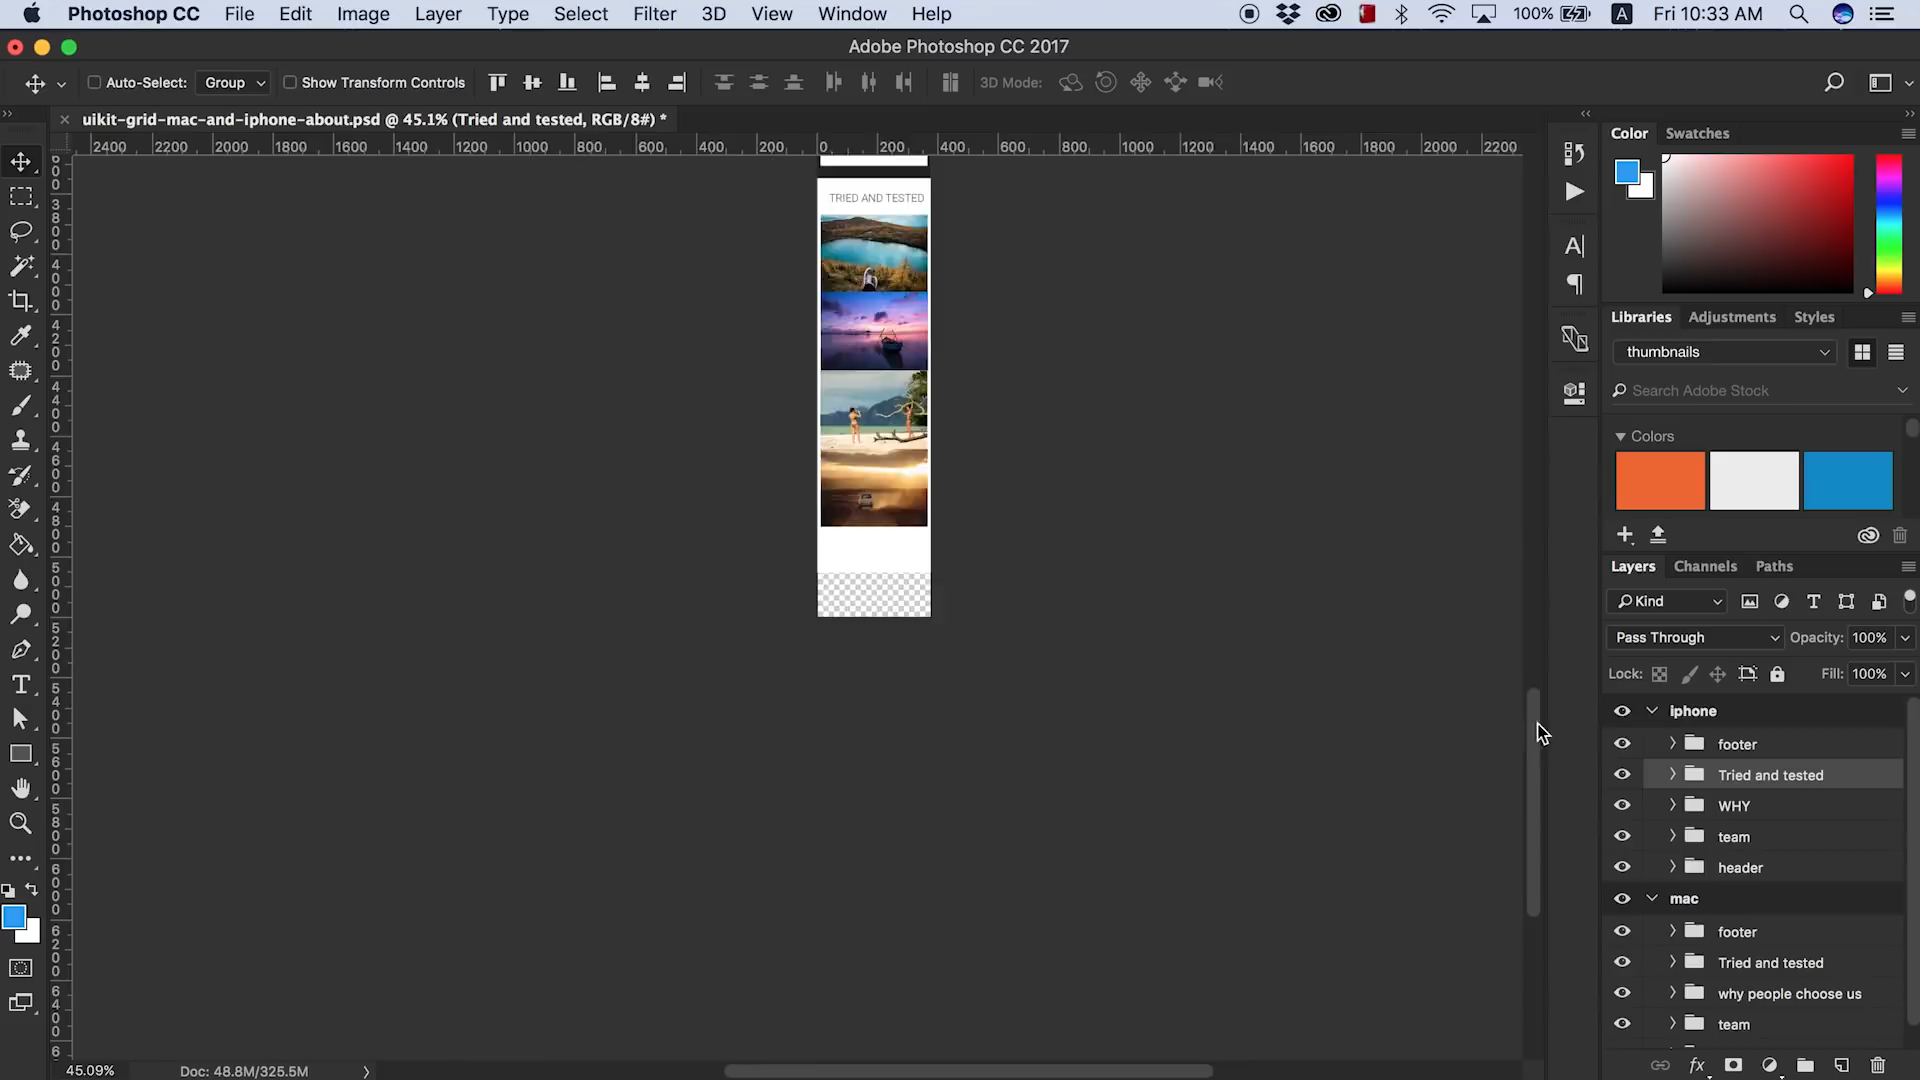 Photoshop CC File Edit Image Layer Type Select Filter 3D View Window Help 100% A Fri 10:33 AM
Adobe Photoshop CC 2017
Auto-Select: Group Show Transform Controls 3D Mode:
uikit-grid-mac-and-iphone-about.psd @ 45.1% (Tried and tested, RGB/8#) *
2400 2200 2000 1800 1600 1400 1200 1000 800 600 400 200 0 200 400 600 800 1000 1200 1400 1600 1800 2000 2200
TRIED AND TESTED
Color Swatches
Libraries Adjustments Styles
thumbnails
Search Adobe Stock
Colors
Layers Channels Paths
Kind
Pass Through Opacity: 100%
Lock: Fill: 100%
iphone
footer
Tried and tested
WHY
team
header
mac
footer
Tried and tested
why people choose us
team
45.09% Doc: 48.8M/325.5M